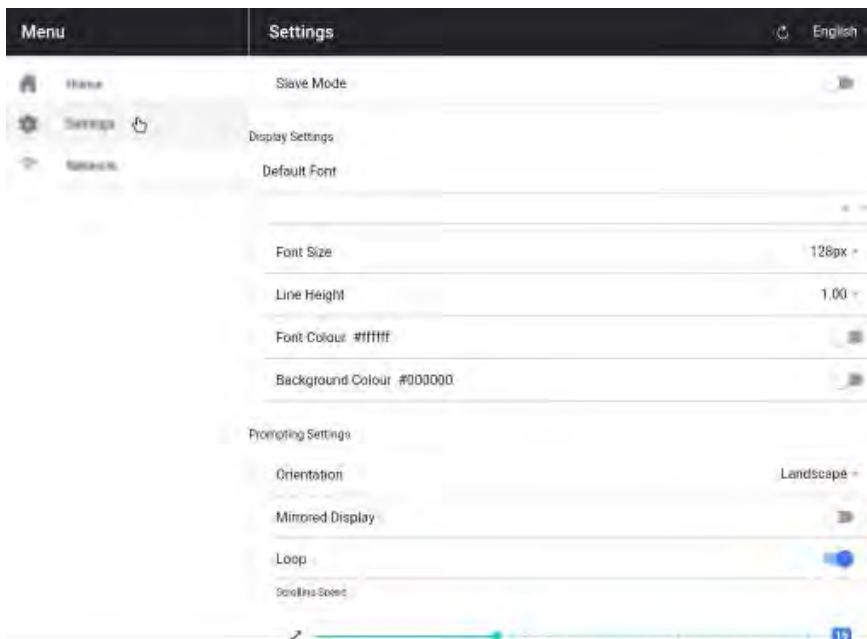 Menu
Settings
English
Home
Settings
Network
Slave Mode
Display Settings
Default Font
Font Size
128px
Line Height
1.00
Font Colour #ffffff
Background Colour #000000
Prompting Settings
Orientation
Landscape
Mirrored Display
Loop
Scrolling Speed